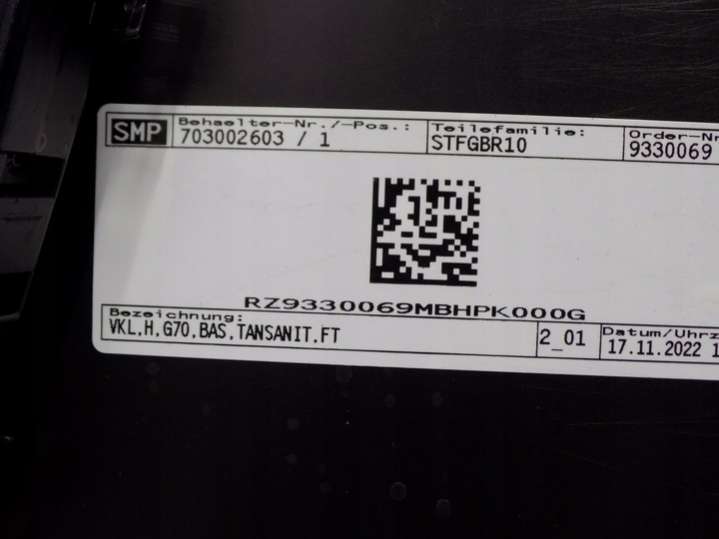 SMP
Behaelter-Nr./-Pos.:
703002603 / 1
Teilefamilie:
STFGBR10
Order-Nr
9330069
RZ9330069MBHPK000G
Bezeichnung:
VKL.H.G70.BAS.TANSANIT.FT
2_01
Datum/Uhrz
17.11.2022 1